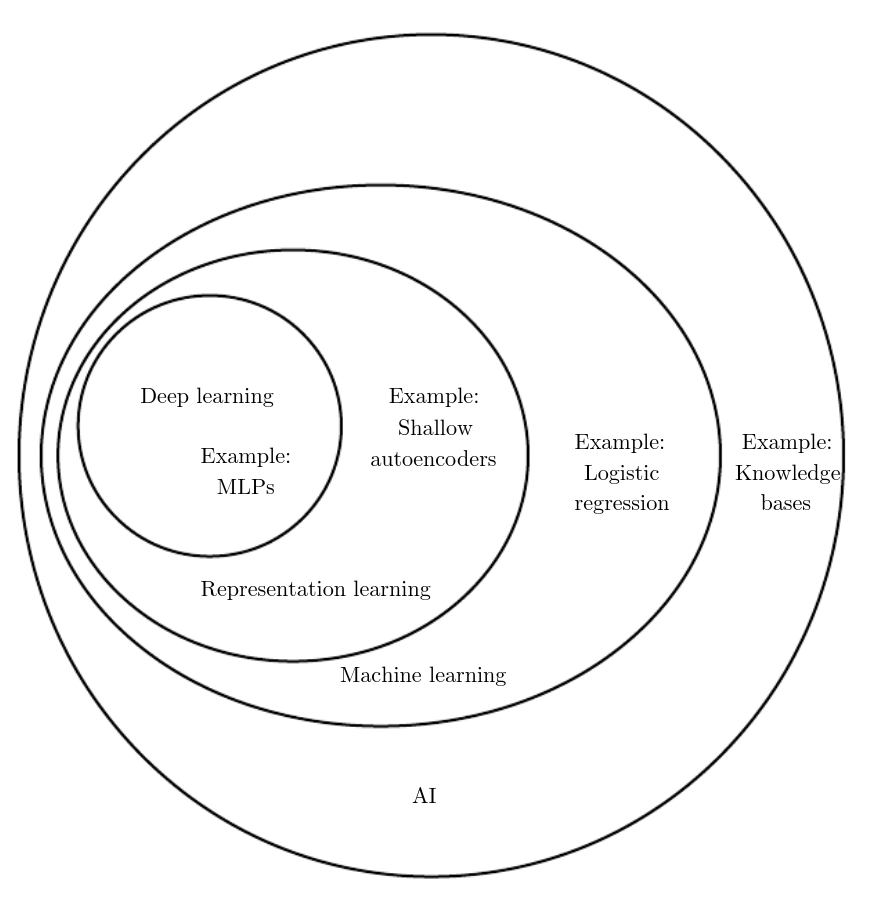 Deep learning
Example:
MLPs
Example:
Shallow
autoencoders
Example:
Logistic
regression
Example:
Knowledge
bases
Representation learning
Machine learning
AI